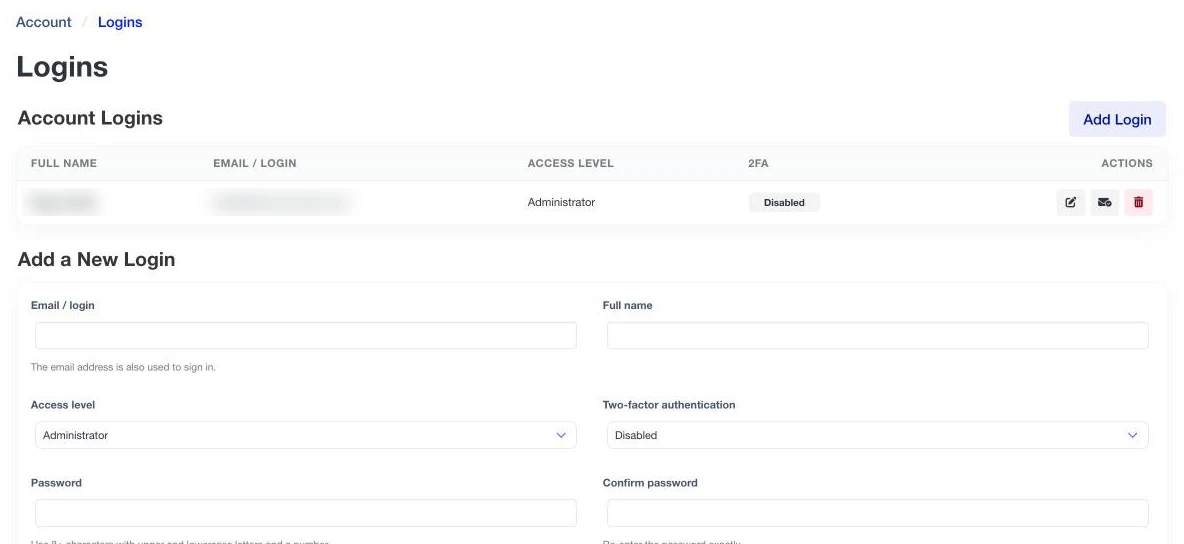 Account / Logins
Logins
Account Logins
Add Login
FULL NAME EMAIL / LOGIN ACCESS LEVEL 2FA ACTIONS
Administrator Disabled
Add a New Login
Email / login Full name
The email address is also used to sign in.
Access level Two-factor authentication
Administrator Disabled
Password Confirm password